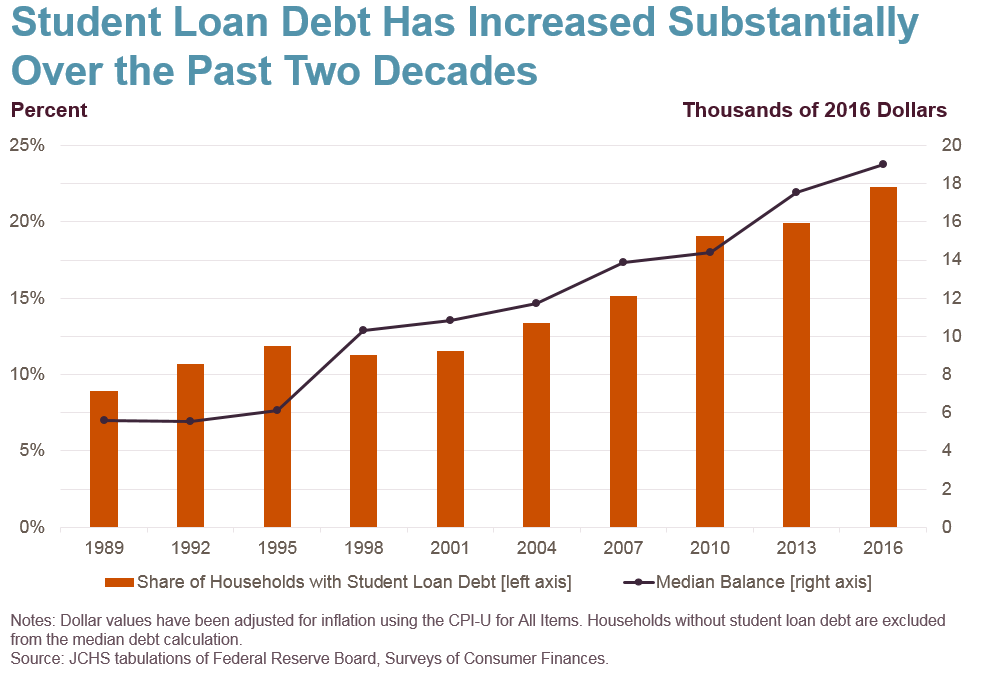 Student Loan Debt Has Increased Substantially
Over the Past Two Decades
Percent
Thousands of 2016 Dollars
25%
20%
15%
10%
5%
0%
20
18
16
14
12
10
8
6
4
2
0
1989 1992 1995 1998 2001 2004 2007 2010 2013 2016
Share of Households with Student Loan Debt [left axis]
Median Balance [right axis]
Notes: Dollar values have been adjusted for inflation using the CPI-U for All Items. Households without student loan debt are excluded
from the median debt calculation.
Source: JCHS tabulations of Federal Reserve Board, Surveys of Consumer Finances.